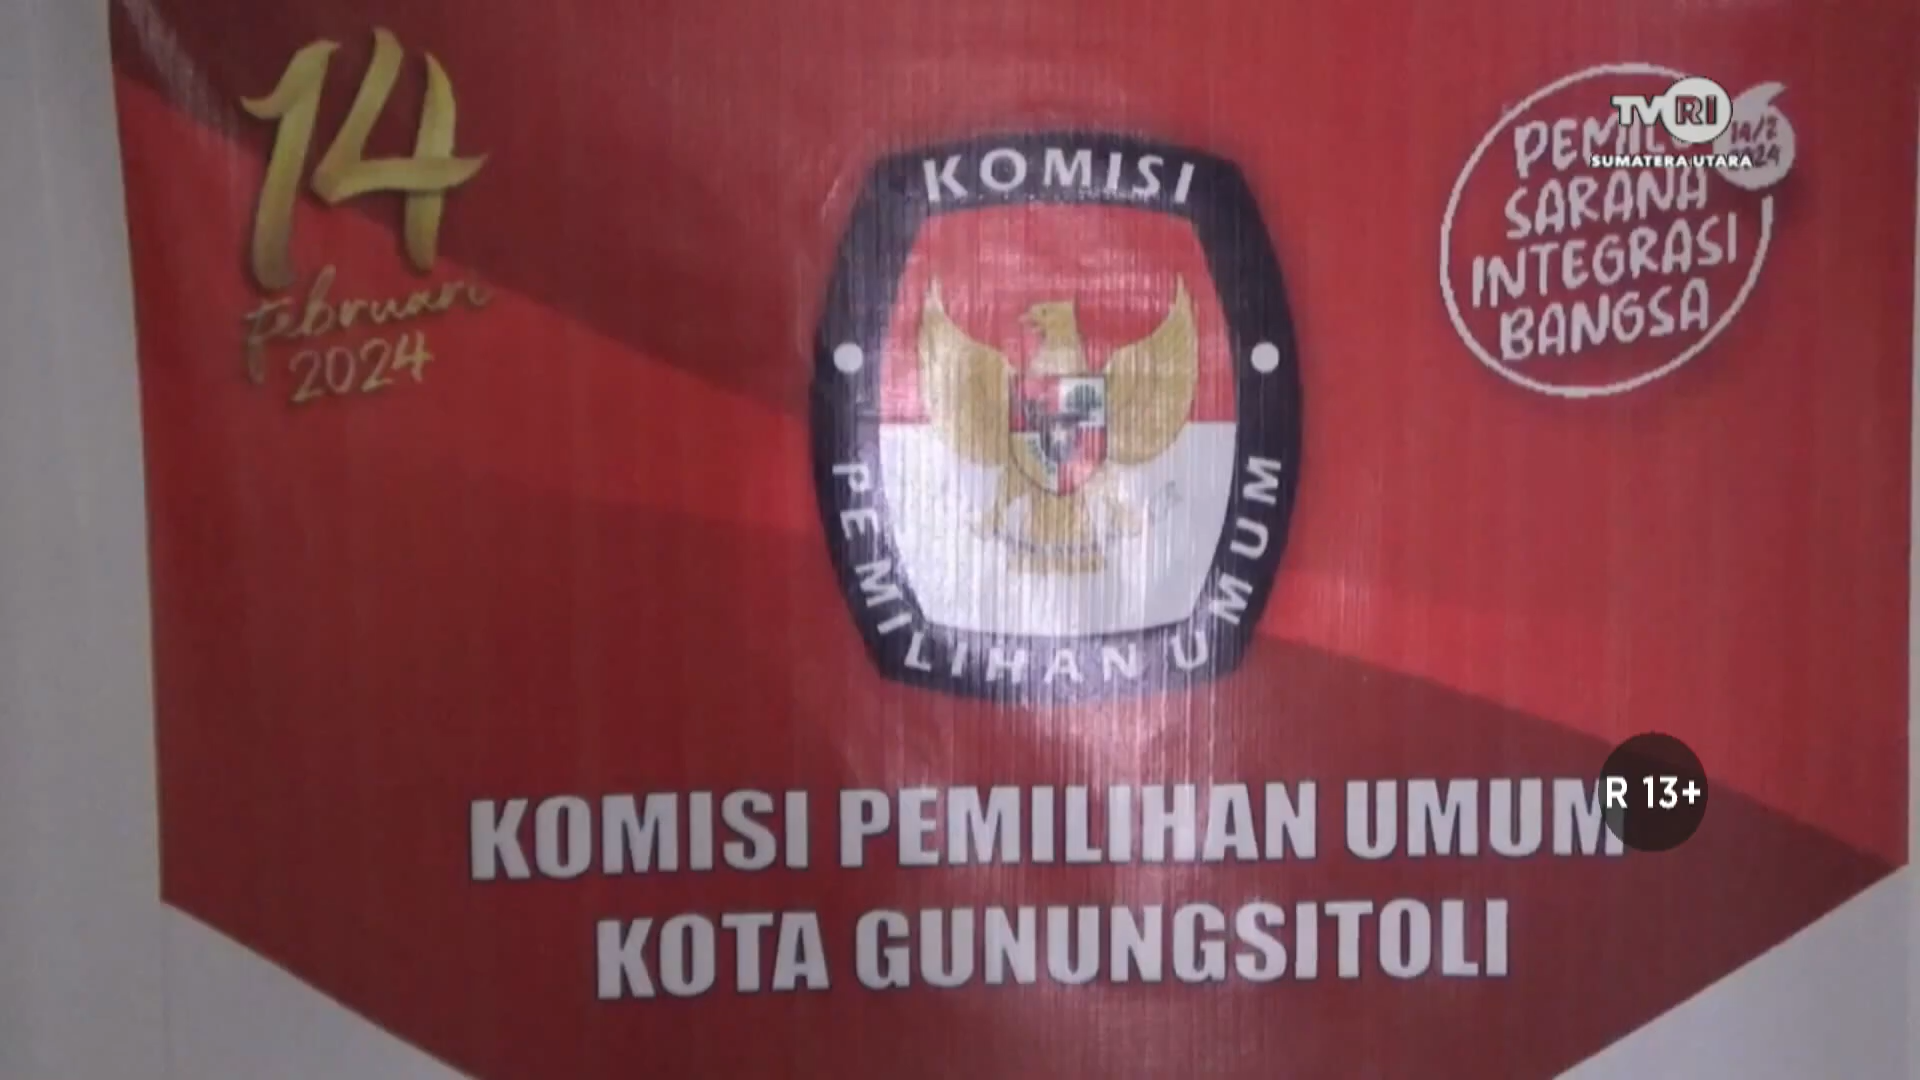 14
februari
2024
TVRI
SUMATERA UTARA
PEMILU
SARANA
INTEGRASI
BANGSA
14/2
2024
KOMISI
PEMILIHAN UMUM
KOMISI PEMILIHAN UMUM
KOTA GUNUNGSITOLI
R 13+